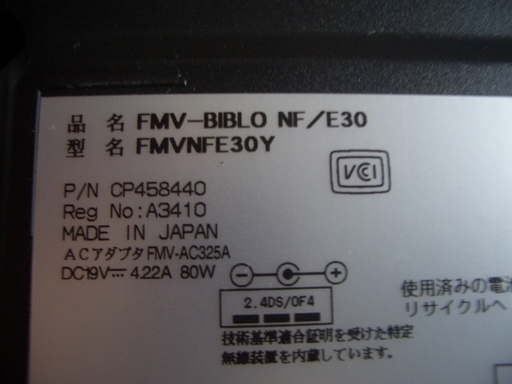 品 名 FMV-BIBLO NF/E30
型 名 FMVNFE30Y
VCI
P/N CP458440
Reg No:A3410
MADE IN JAPAN
ACアダプタ FMV-AC325A
DC19V⎓ 4.22A 80W
2.4DS/OF4
技術基準適合証明を受けた特定
無線装置を内蔵しています.
使用済みの電池
リサイクルへ